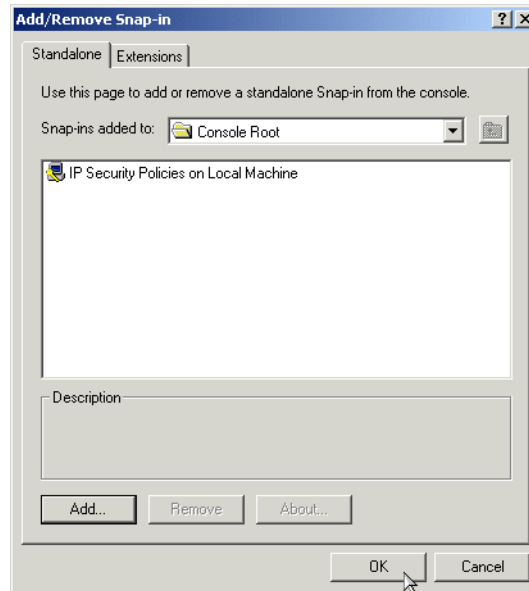 Add/Remove Snap-in
Standalone
Extensions
Use this page to add or remove a standalone Snap-in from the console.
Snap-ins added to:
Console Root
IP Security Policies on Local Machine
Description
Add...
Remove
About...
OK
Cancel